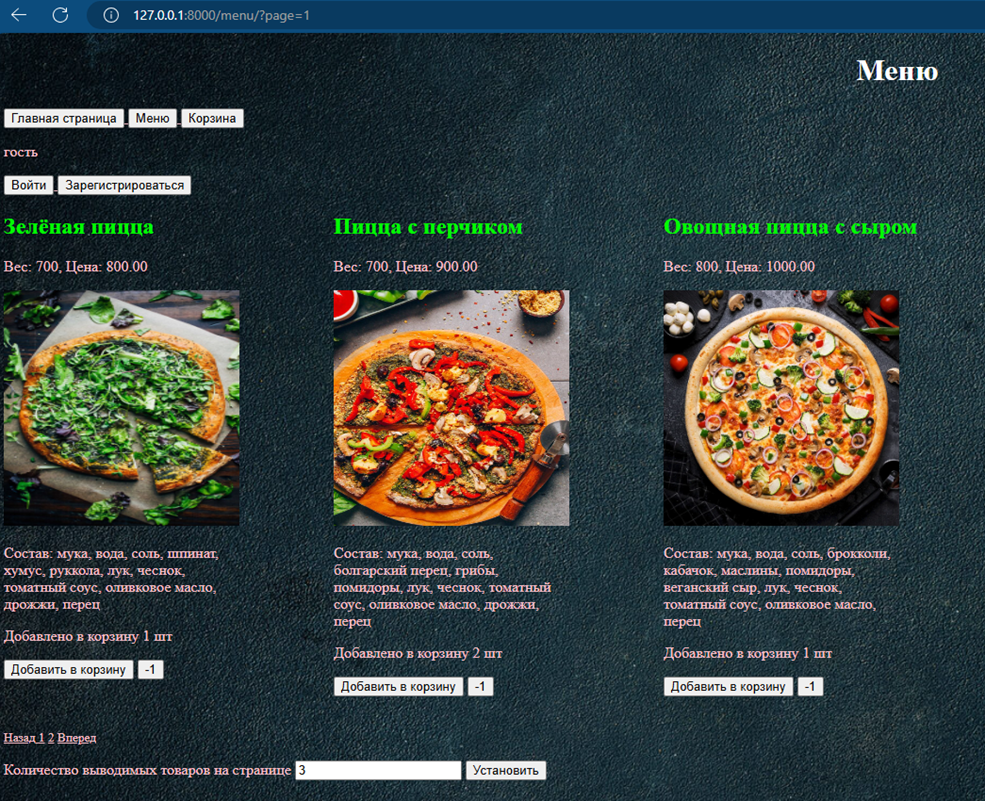 127.0.0.1:8000/menu/?page=1
Меню
Главная страница Меню Корзина
гость
Войти Зарегистрироваться
Зелёная пицца
Вес: 700, Цена: 800.00
Состав: мука, вода, соль, шпинат,
хумус, руккола, лук, чеснок,
томатный соус, оливковое масло,
дрожжи, перец
Добавлено в корзину 1 шт
Добавить в корзину -1
Пицца с перчиком
Вес: 700, Цена: 900.00
Состав: мука, вода, соль,
болгарский перец, грибы,
помидоры, лук, чеснок, томатный
соус, оливковое масло, дрожжи,
перец
Добавлено в корзину 2 шт
Добавить в корзину -1
Овощная пицца с сыром
Вес: 800, Цена: 1000.00
Состав: мука, вода, соль, брокколи,
кабачок, маслины, помидоры,
веганский сыр, лук, чеснок,
томатный соус, оливковое масло,
перец
Добавлено в корзину 1 шт
Добавить в корзину -1
Назад 1 2 Вперед
Количество выводимых товаров на странице 3 Установить